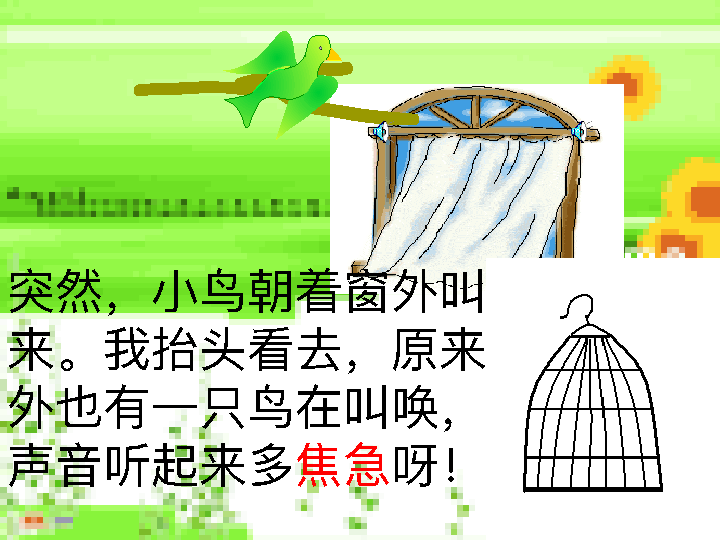 突然，小鸟朝着窗外叫
来。我抬头看去，原来
外也有一只鸟在叫唤，
声音听起来多焦急呀！